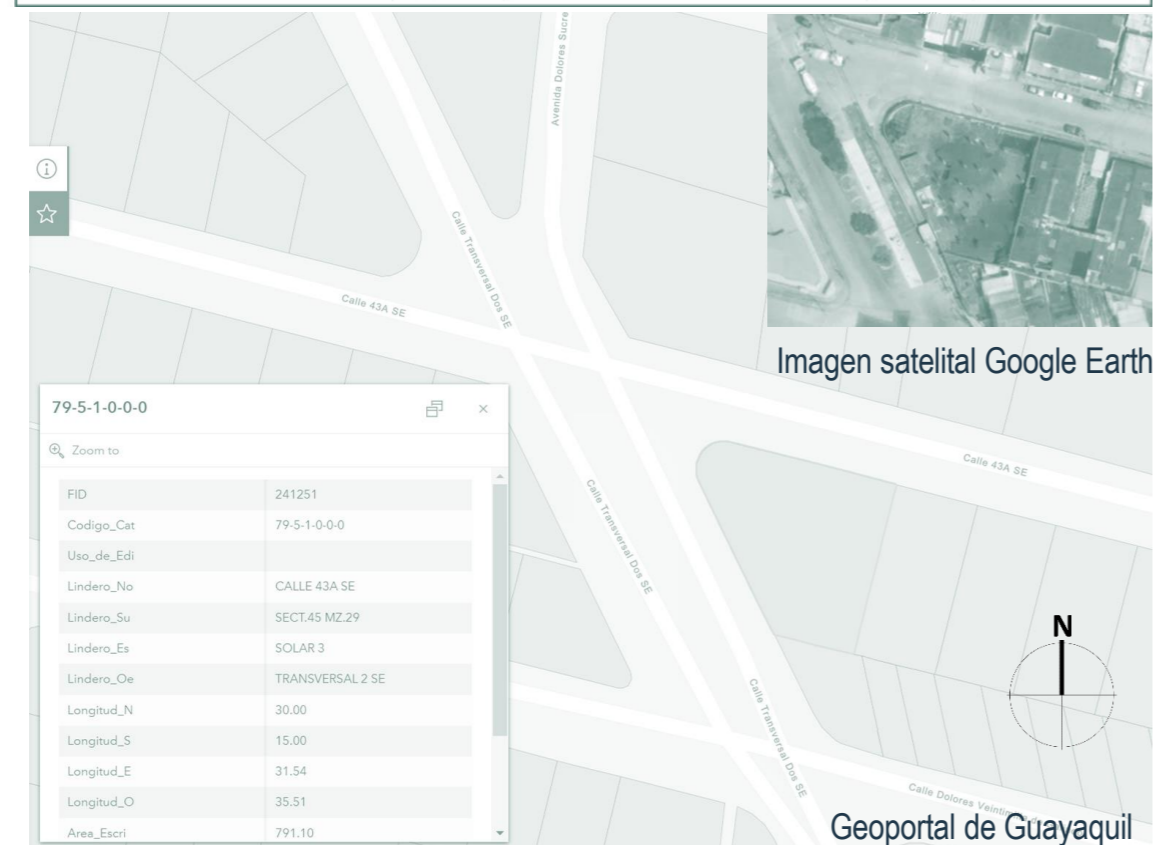 Avenida Dolores Sucre
Calle Transversal Dos SE
Calle 43A SE
Imagen satelital Google Earth
79-5-1-0-0-0
Zoom to
FID 241251
Codigo_Cat 79-5-1-0-0-0
Uso_de_Edi
Lindero_No CALLE 43A SE
Lindero_Su SECT.45 MZ.29
Lindero_Es SOLAR 3
Lindero_Oe TRANSVERSAL 2 SE
Longitud_N 30.00
Longitud_S 15.00
Longitud_E 31.54
Longitud_O 35.51
Area_Escri 791.10
Calle 43A SE
Calle Transversal Dos SE
N
Calle Transversal Dos SE
Calle Dolores
Geoportal de Guayaquil